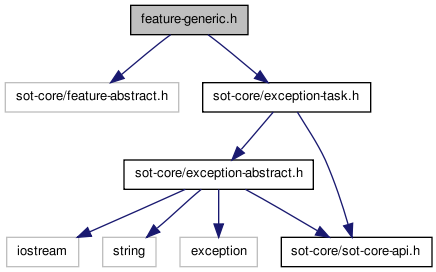 feature-generic.h
sot-core/feature-abstract.h
sot-core/exception-task.h
sot-core/exception-abstract.h
iostream
string
exception
sot-core/sot-core-api.h